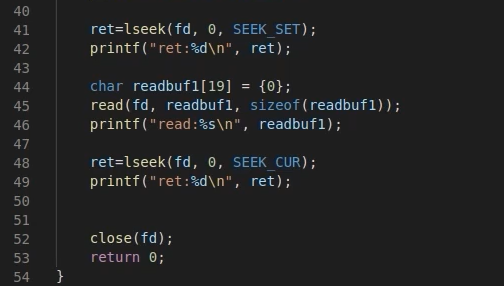 40
41 ret=lseek(fd, 0, SEEK_SET);
42 printf("ret:%d\n", ret);
43
44 char readbuf1[19] = {0};
45 read(fd, readbuf1, sizeof(readbuf1));
46 printf("read:%s\n", readbuf1);
47
48 ret=lseek(fd, 0, SEEK_CUR);
49 printf("ret:%d\n", ret);
50
51
52 close(fd);
53 return 0;
54 }